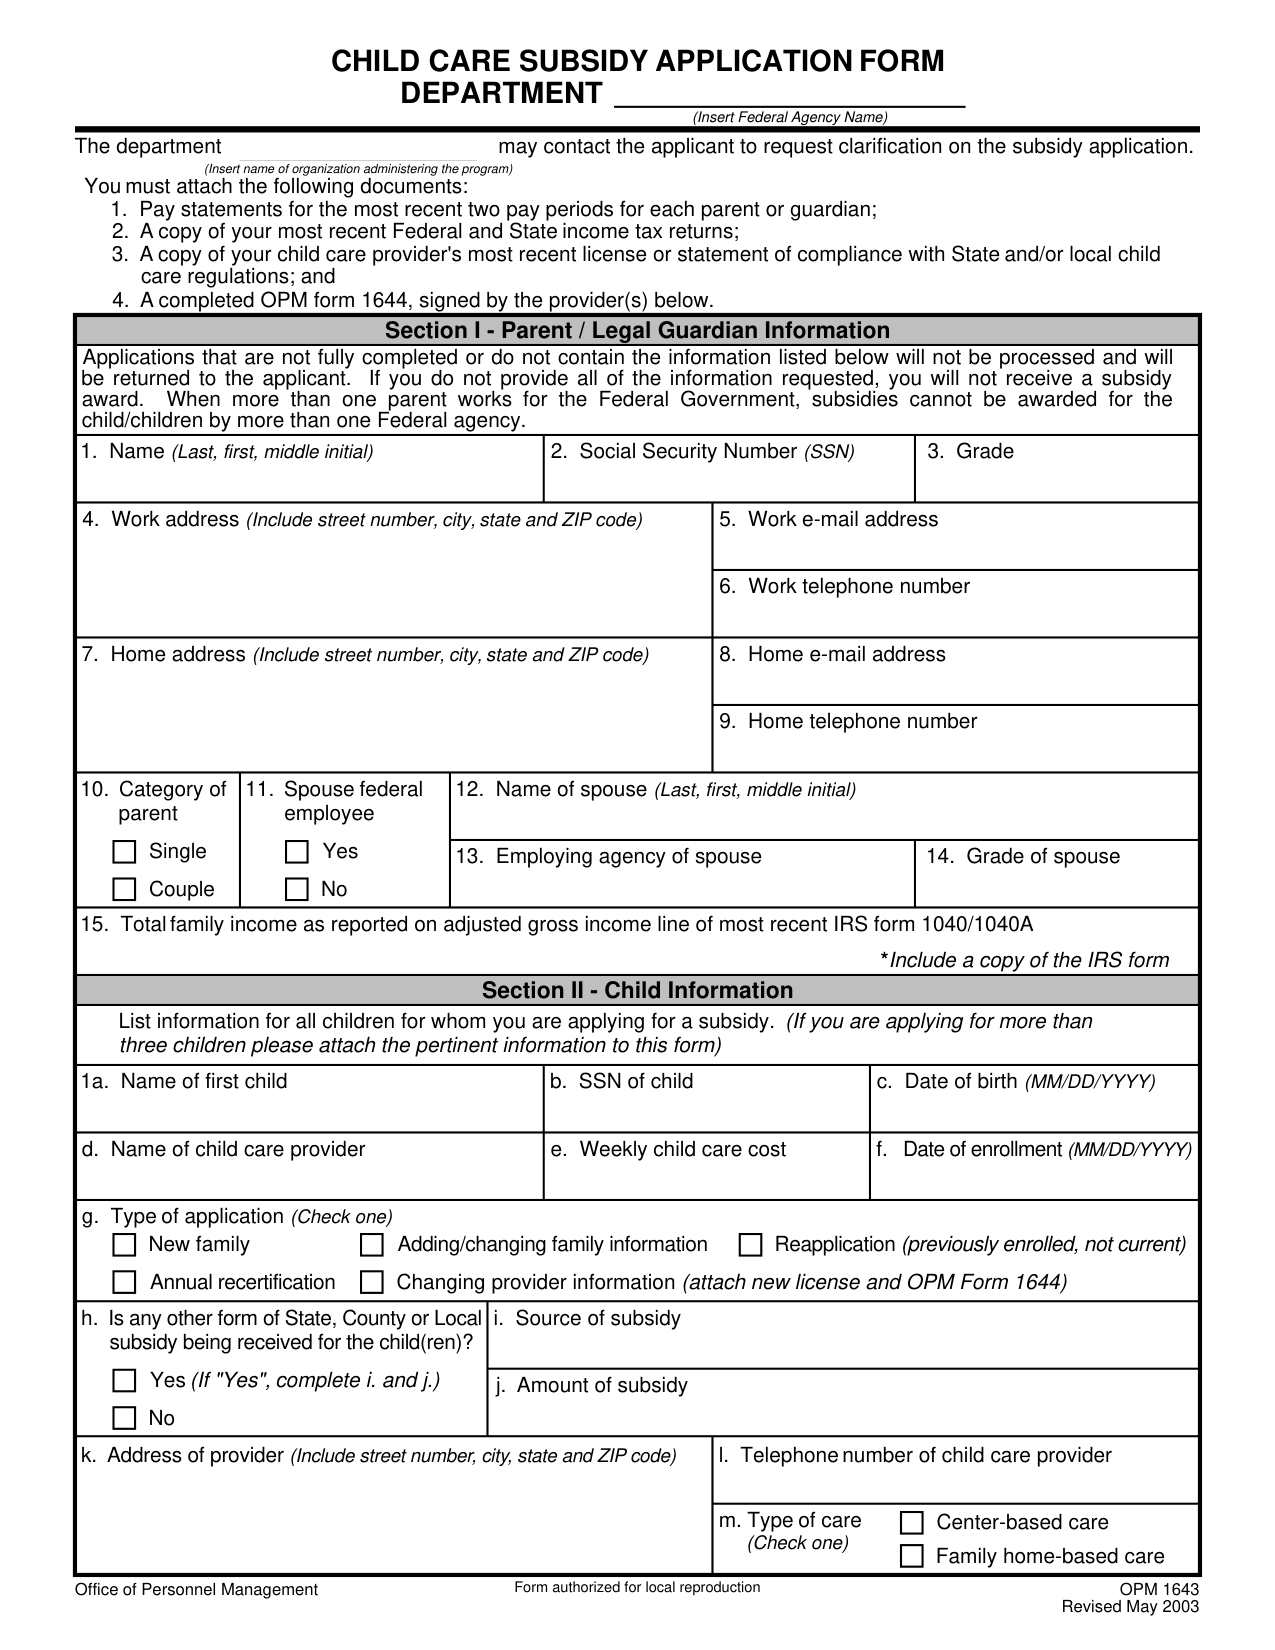 CHILD CARE SUBSIDY APPLICATION FORM
DEPARTMENT
(Insert Federal Agency Name)
The department may contact the applicant to request clarification on the subsidy application.
(Insert name of organization administering the program)
You must attach the following documents:
1. Pay statements for the most recent two pay periods for each parent or guardian;
2. A copy of your most recent Federal and State income tax returns;
3. A copy of your child care provider's most recent license or statement of compliance with State and/or local child
care regulations; and
4. A completed OPM form 1644, signed by the provider(s) below.
Section I - Parent / Legal Guardian Information
Applications that are not fully completed or do not contain the information listed below will not be processed and will
be returned to the applicant. If you do not provide all of the information requested, you will not receive a subsidy
award. When more than one parent works for the Federal Government, subsidies cannot be awarded for the
child/children by more than one Federal agency.
1. Name (Last, first, middle initial)
2. Social Security Number (SSN)
3. Grade
4. Work address (Include street number, city, state and ZIP code)
5. Work e-mail address
6. Work telephone number
7. Home address (Include street number, city, state and ZIP code)
8. Home e-mail address
9. Home telephone number
10. Category of
parent
Single
Couple
11. Spouse federal
employee
Yes
No
12. Name of spouse (Last, first, middle initial)
13. Employing agency of spouse
14. Grade of spouse
15. Total family income as reported on adjusted gross income line of most recent IRS form 1040/1040A
*Include a copy of the IRS form
Section II - Child Information
List information for all children for whom you are applying for a subsidy. (If you are applying for more than
three children please attach the pertinent information to this form)
1a. Name of first child
b. SSN of child
c. Date of birth (MM/DD/YYYY)
d. Name of child care provider
e. Weekly child care cost
f. Date of enrollment (MM/DD/YYYY)
g. Type of application (Check one)
New family
Adding/changing family information
Reapplication (previously enrolled, not current)
Annual recertification
Changing provider information (attach new license and OPM Form 1644)
h. Is any other form of State, County or Local
subsidy being received for the child(ren)?
Yes (If "Yes", complete i. and j.)
No
i. Source of subsidy
j. Amount of subsidy
k. Address of provider (Include street number, city, state and ZIP code)
l. Telephone number of child care provider
m. Type of care
(Check one)
Center-based care
Family home-based care
Office of Personnel Management
Form authorized for local reproduction
OPM 1643
Revised May 2003